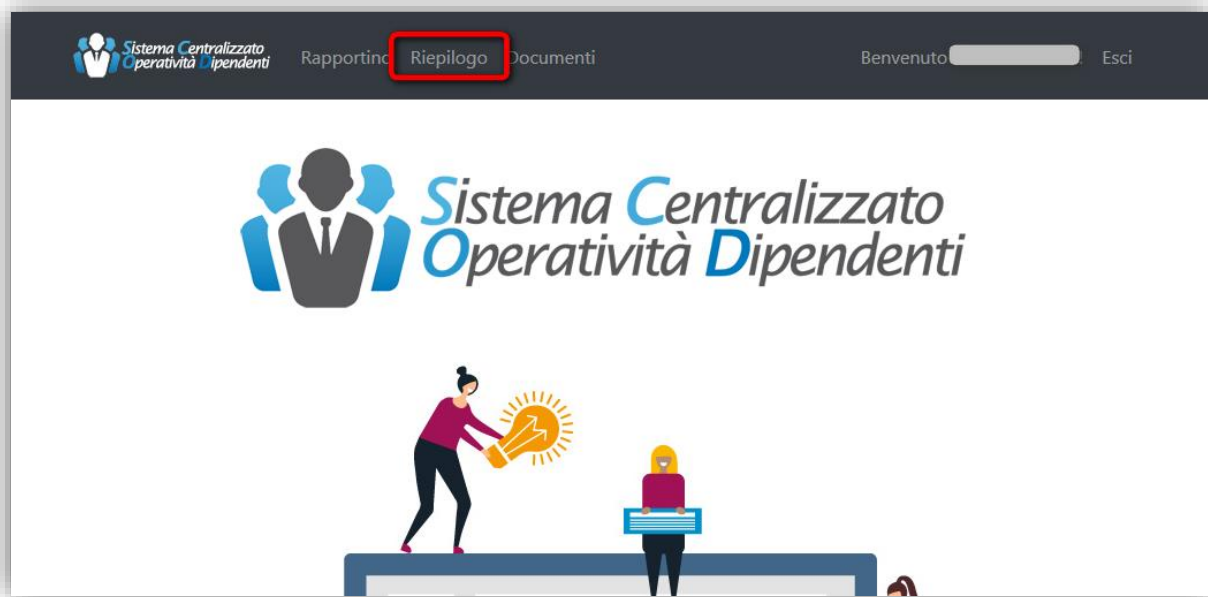 Sistema Centralizzato
Operatività Dipendenti
Rapportino Riepilogo Documenti Benvenuto Esci
Sistema Centralizzato
Operatività Dipendenti